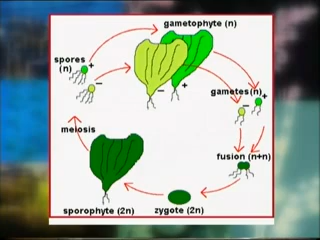 gametophyte (n)
spores
(n)
+
−
−
+
gametes(n)
+
−
meiosis
fusion (n+n)
sporophyte (2n)
zygote (2n)